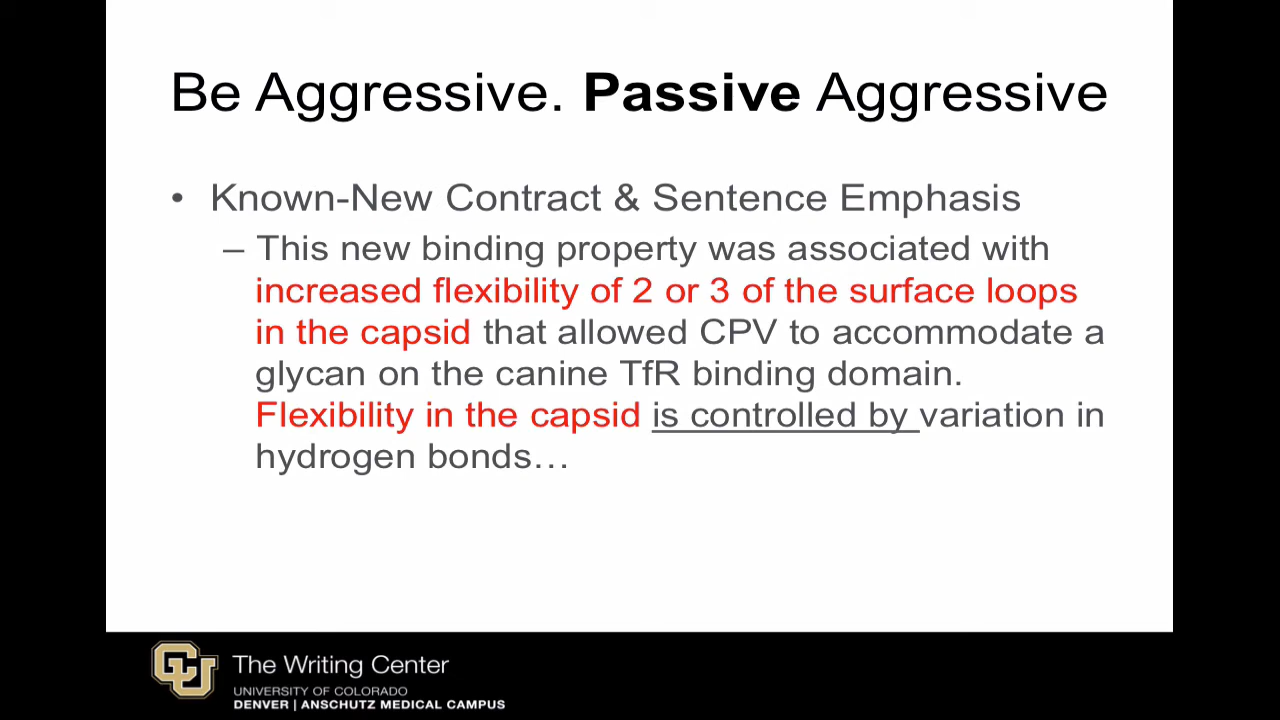 Be Aggressive. Passive Aggressive
• Known-New Contract & Sentence Emphasis
– This new binding property was associated with
increased flexibility of 2 or 3 of the surface loops
in the capsid that allowed CPV to accommodate a
glycan on the canine TfR binding domain.
Flexibility in the capsid is controlled by variation in
hydrogen bonds…
CU
The Writing Center
UNIVERSITY OF COLORADO
DENVER | ANSCHUTZ MEDICAL CAMPUS